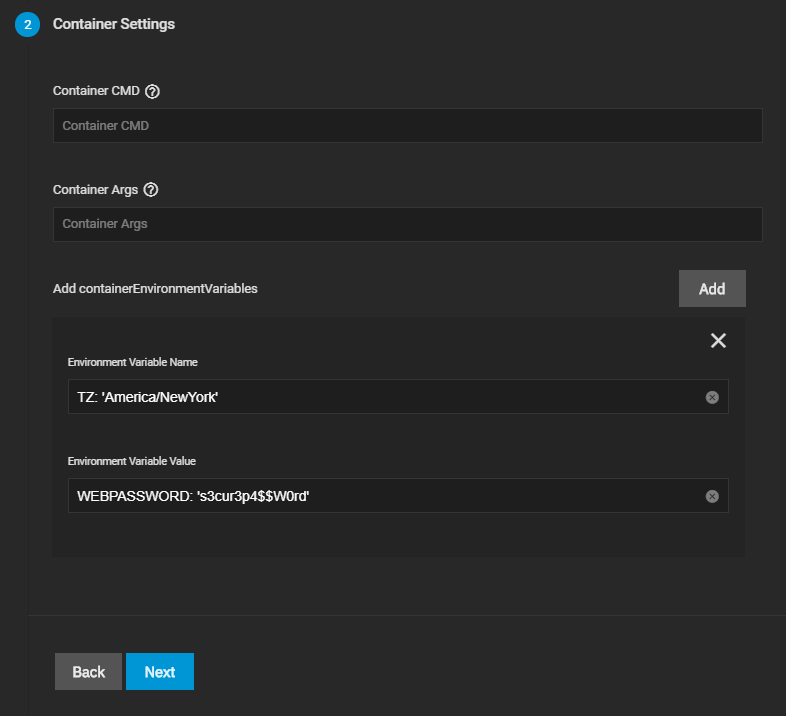 2 Container Settings
Container CMD ?
Container CMD
Container Args ?
Container Args
Add containerEnvironmentVariables Add
Environment Variable Name
TZ: 'America/NewYork'
Environment Variable Value
WEBPASSWORD: 's3cur3p4$$W0rd'
Back Next